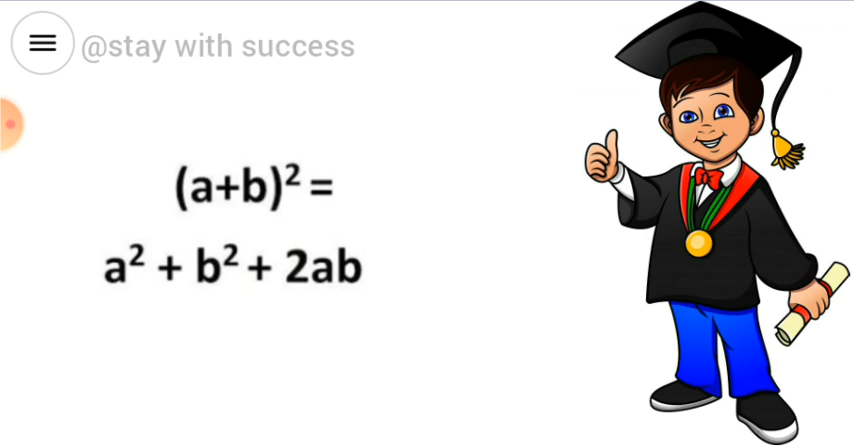 @stay with success
(a+b)² =
a² + b² + 2ab